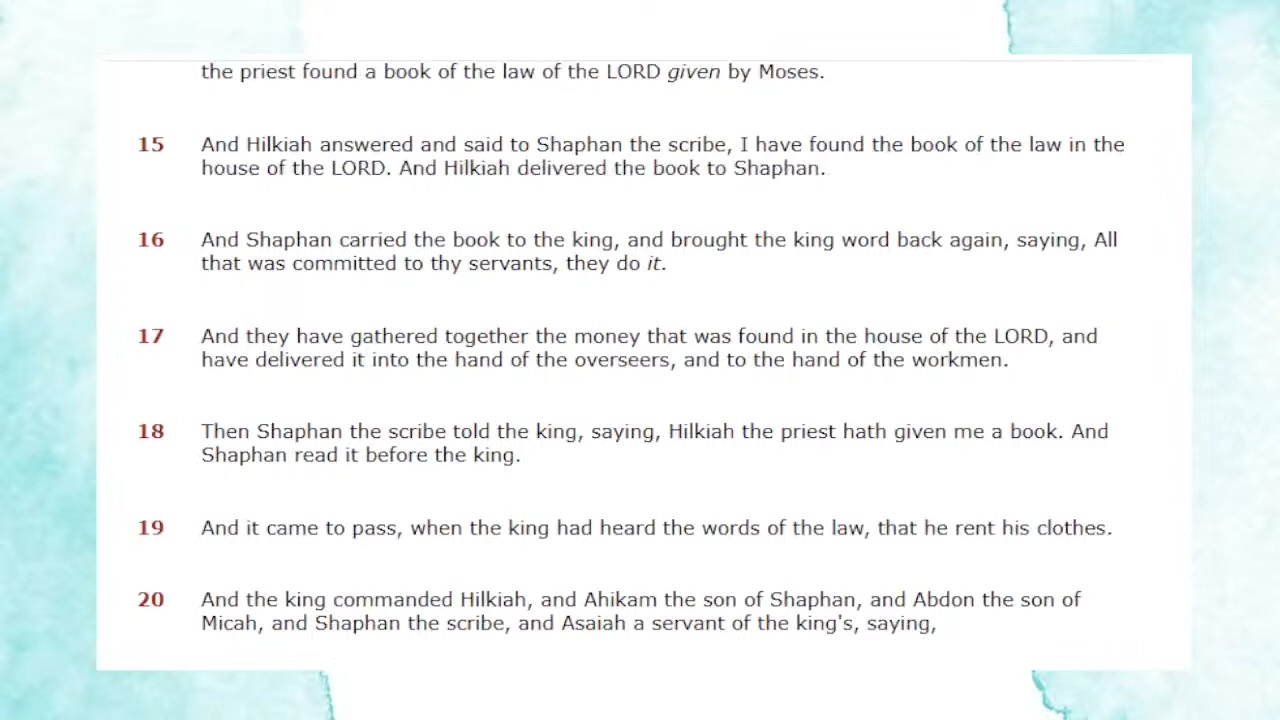 the priest found a book of the law of the LORD given by Moses.
15 And Hilkiah answered and said to Shaphan the scribe, I have found the book of the law in the
house of the LORD. And Hilkiah delivered the book to Shaphan.
16 And Shaphan carried the book to the king, and brought the king word back again, saying, All
that was committed to thy servants, they do it.
17 And they have gathered together the money that was found in the house of the LORD, and
have delivered it into the hand of the overseers, and to the hand of the workmen.
18 Then Shaphan the scribe told the king, saying, Hilkiah the priest hath given me a book. And
Shaphan read it before the king.
19 And it came to pass, when the king had heard the words of the law, that he rent his clothes.
20 And the king commanded Hilkiah, and Ahikam the son of Shaphan, and Abdon the son of
Micah, and Shaphan the scribe, and Asaiah a servant of the king's, saying,